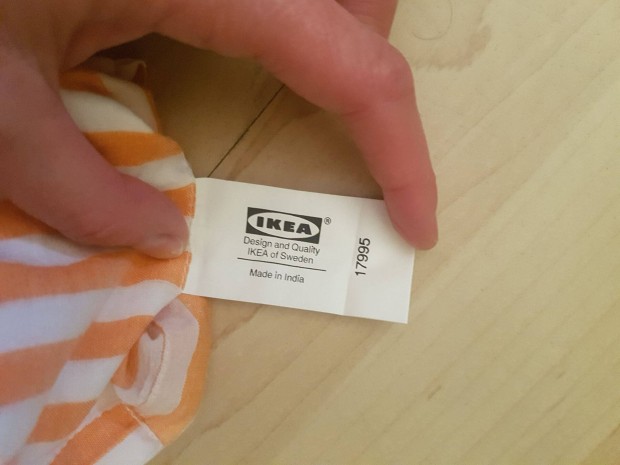 IKEA®
Design and Quality
IKEA of Sweden
Made in India
17995